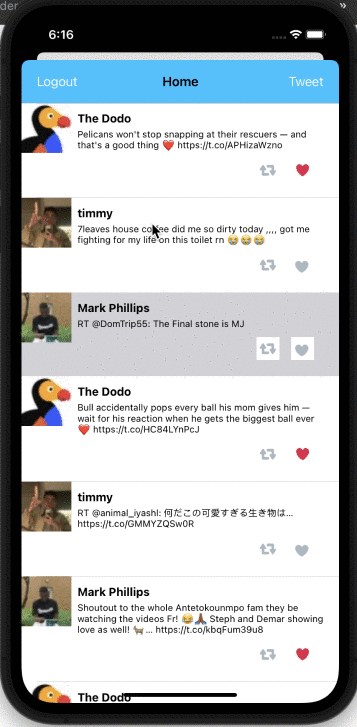 der
»
6:16
Logout
Home
Tweet
The Dodo
Pelicans won't stop snapping at their rescuers — and
that's a good thing ❤️ https://t.co/APHizaWzno
timmy
7leaves house coffee did me so dirty today ,,,, got me
fighting for my life on this toilet rn 😭😭😭
Mark Phillips
RT @DomTrip55: The Final stone is MJ
The Dodo
Bull accidentally pops every ball his mom gives him —
wait for his reaction when he gets the biggest ball ever
❤️ https://t.co/HC84LYnPcJ
timmy
RT @animal_iyashI: 何だこの可愛すぎる生き物は…
https://t.co/GMMYZQSw0R
Mark Phillips
Shoutout to the whole Antetokounmpo fam they be
watching the videos Fr! 😂🙏🏾 Steph and Demar showing
love as well! 🐐… https://t.co/kbqFum39u8
The Dodo